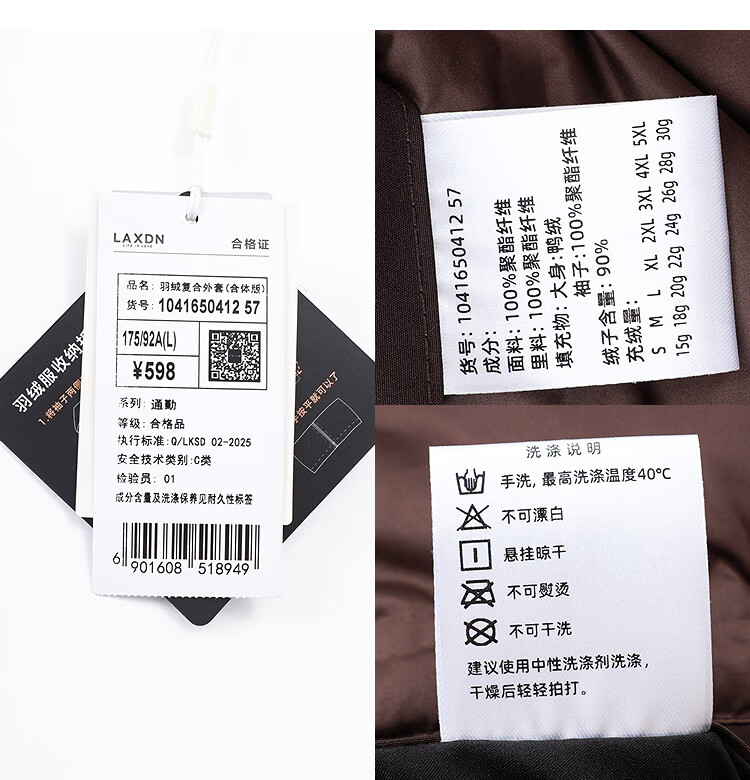 LAXDN
LIFE IS LOVE
合格证
品名: 羽绒复合外套(合体版)
货号: 1041650412 57
175/92A(L)
¥598
系列: 通勤
等级: 合格品
执行标准: Q/LKSD 02-2025
安全技术类别: C类
检验员: 01
成分含量及洗涤保养见耐久性标签
6 901608 518949
羽绒服收纳
1.将袖子两侧
手按平就可以了
货号: 1041650412 57
成分:
面料: 100%聚酯纤维
里料: 100%聚酯纤维
填充物: 大身: 鸭绒
袖子: 100%聚酯纤维
绒子含量: 90%
充绒量:
S M L XL 2XL 3XL 4XL 5XL
15g 18g 20g 22g 24g 26g 28g 30g
洗涤说明
手洗, 最高洗涤温度40℃
不可漂白
悬挂晾干
不可熨烫
不可干洗
建议使用中性洗涤剂洗涤,
干燥后轻轻拍打。